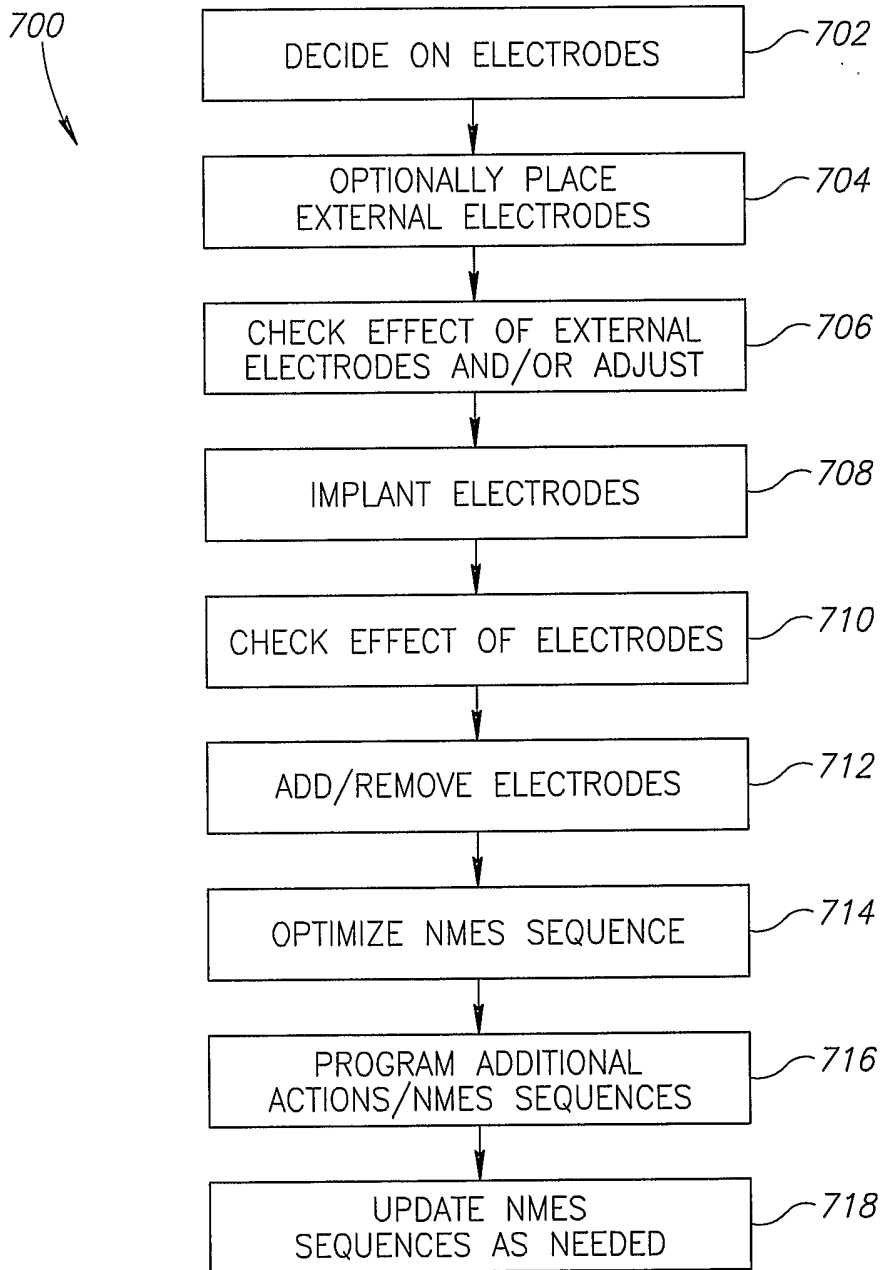 700
DECIDE ON ELECTRODES
702
OPTIONALLY PLACE
EXTERNAL ELECTRODES
704
CHECK EFFECT OF EXTERNAL
ELECTRODES AND/OR ADJUST
706
IMPLANT ELECTRODES
708
CHECK EFFECT OF ELECTRODES
710
ADD/REMOVE ELECTRODES
712
OPTIMIZE NMES SEQUENCE
714
PROGRAM ADDITIONAL
ACTIONS/NMES SEQUENCES
716
UPDATE NMES
SEQUENCES AS NEEDED
718